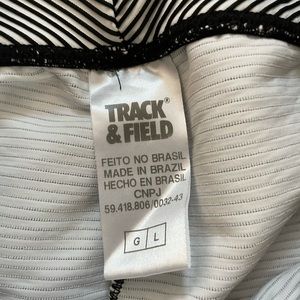 TRACK®
& FIELD
FEITO NO BRASIL
MADE IN BRAZIL
HECHO EN BRASIL
CNPJ
59.418.806/0032-43
G L